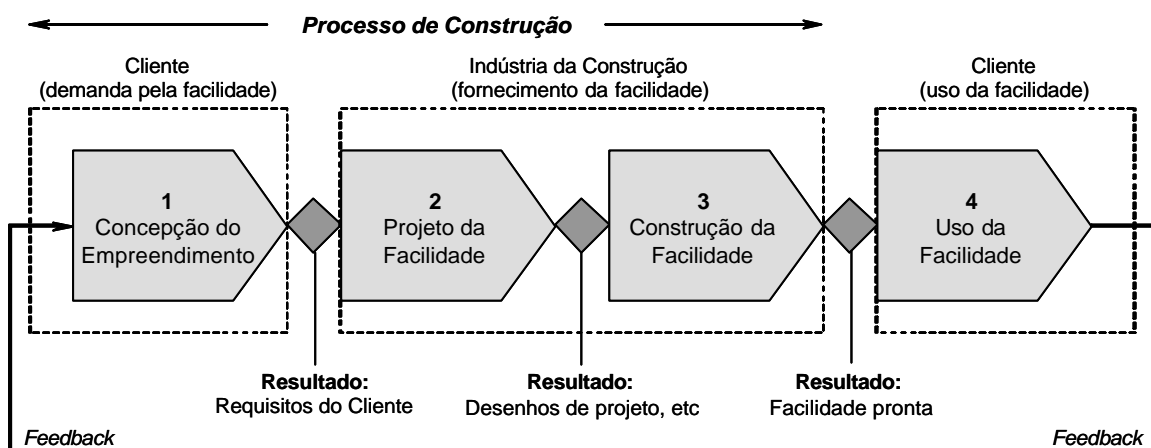 Processo de Construção
Cliente
(demanda pela facilidade)
Indústria da Construção
(fornecimento da facilidade)
Cliente
(uso da facilidade)
1
Concepção do
Empreendimento
2
Projeto da
Facilidade
3
Construção da
Facilidade
4
Uso da
Facilidade
Resultado:
Requisitos do Cliente
Resultado:
Desenhos de projeto, etc
Resultado:
Facilidade pronta
Feedback
Feedback